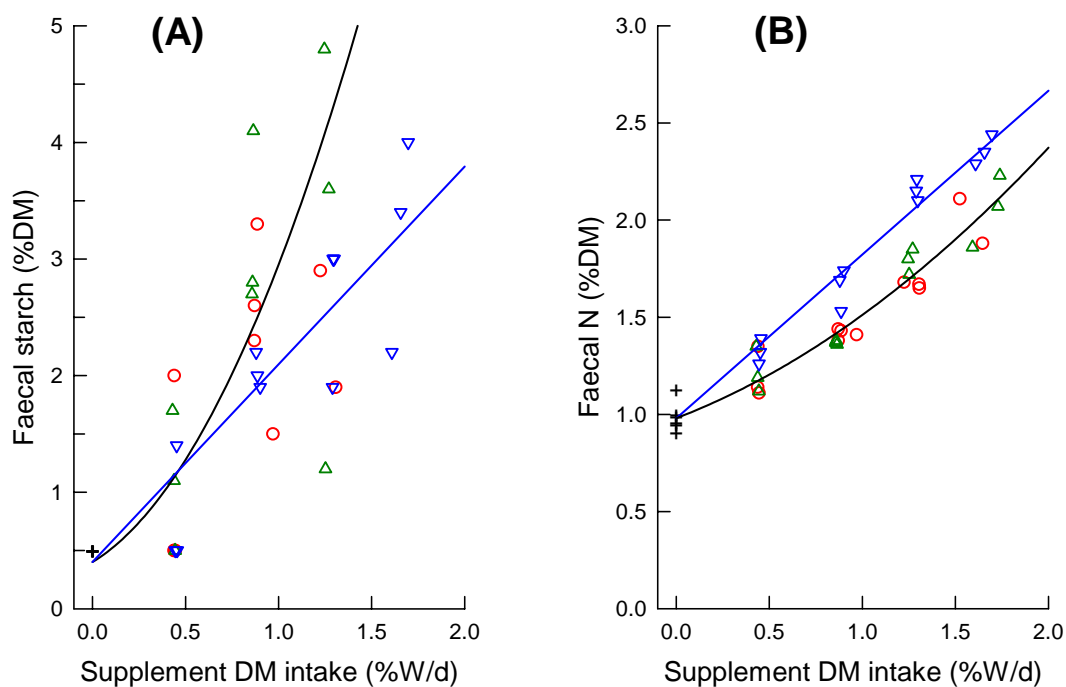 (A)
Faecal starch (%DM)
5
4
3
2
1
0
0.0 0.5 1.0 1.5 2.0
Supplement DM intake (%W/d)
(B)
Faecal N (%DM)
3.0
2.5
2.0
1.5
1.0
0.5
0.0
0.0 0.5 1.0 1.5 2.0
Supplement DM intake (%W/d)